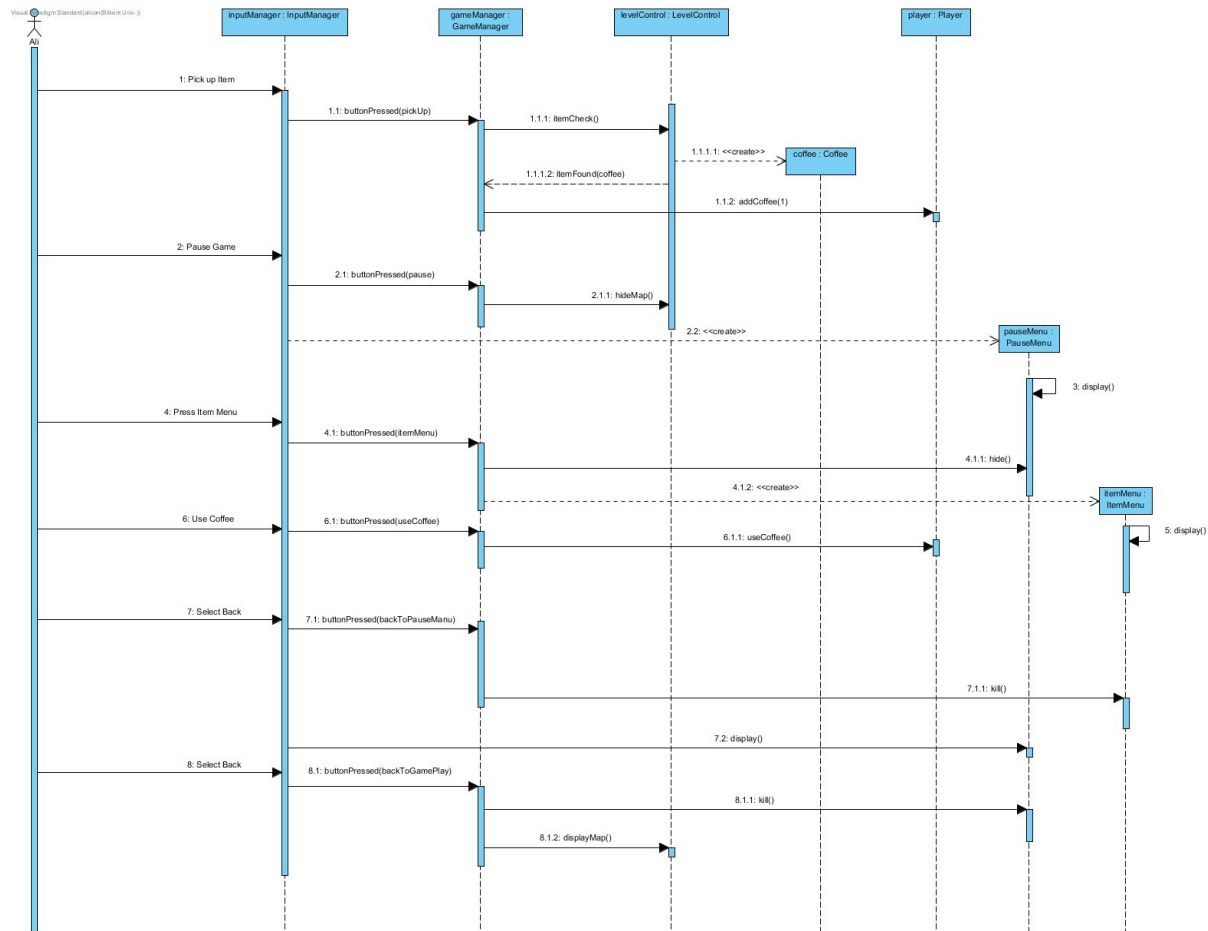 Visual Paradigm Standard(alican(Bilkent Univ.))
Ali
inputManager : InputManager
gameManager :
GameManager
levelControl : LevelControl
player : Player
1: Pick up Item
1.1: buttonPressed(pickUp)
1.1.1: itemCheck()
1.1.1.1: <<create>>
coffee : Coffee
1.1.1.2: itemFound(coffee)
1.1.2: addCoffee(1)
2: Pause Game
2.1: buttonPressed(pause)
2.1.1: hideMap()
2.2: <<create>>
pauseMenu :
PauseMenu
3: display()
4: Press Item Menu
4.1: buttonPressed(itemMenu)
4.1.1: hide()
4.1.2: <<create>>
itemMenu :
ItemMenu
5: display()
6: Use Coffee
6.1: buttonPressed(useCoffee)
6.1.1: useCoffee()
7: Select Back
7.1: buttonPressed(backToPauseManu)
7.1.1: kill()
7.2: display()
8: Select Back
8.1: buttonPressed(backToGamePlay)
8.1.1: kill()
8.1.2: displayMap()